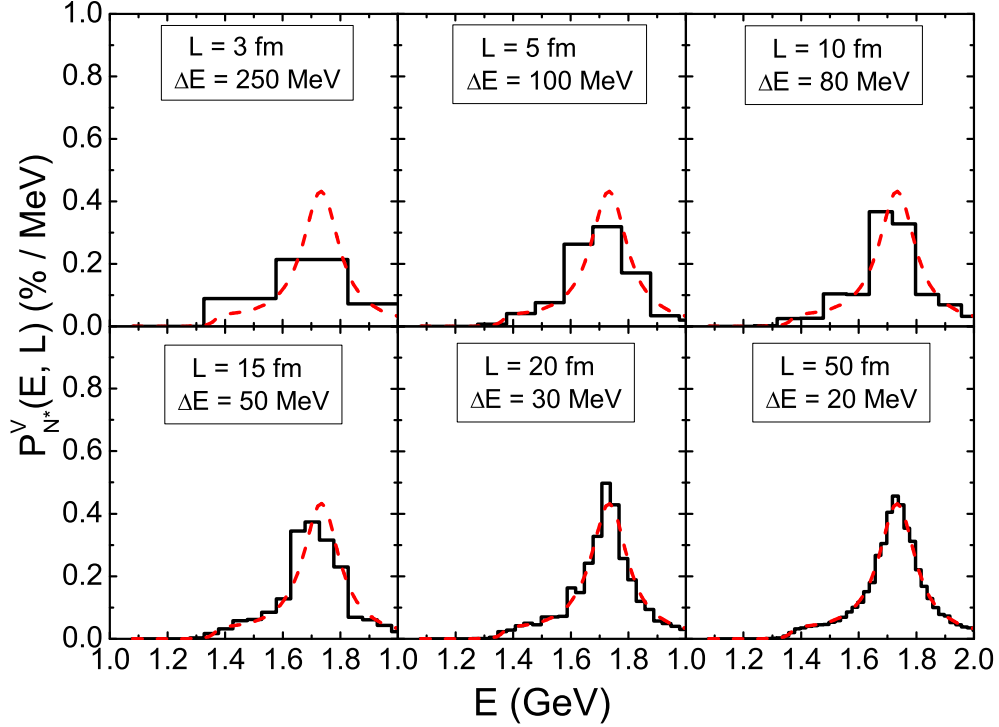 1.0
0.8
0.6
0.4
0.2
0.0
L = 3 fm
ΔE = 250 MeV
L = 5 fm
ΔE = 100 MeV
L = 10 fm
ΔE = 80 MeV
P^V_N*(E, L) (% / MeV)
0.8
0.6
0.4
0.2
0.0
L = 15 fm
ΔE = 50 MeV
L = 20 fm
ΔE = 30 MeV
L = 50 fm
ΔE = 20 MeV
1.0 1.2 1.4 1.6 1.8 1.0 1.2 1.4 1.6 1.8 1.0 1.2 1.4 1.6 1.8 2.0
E (GeV)